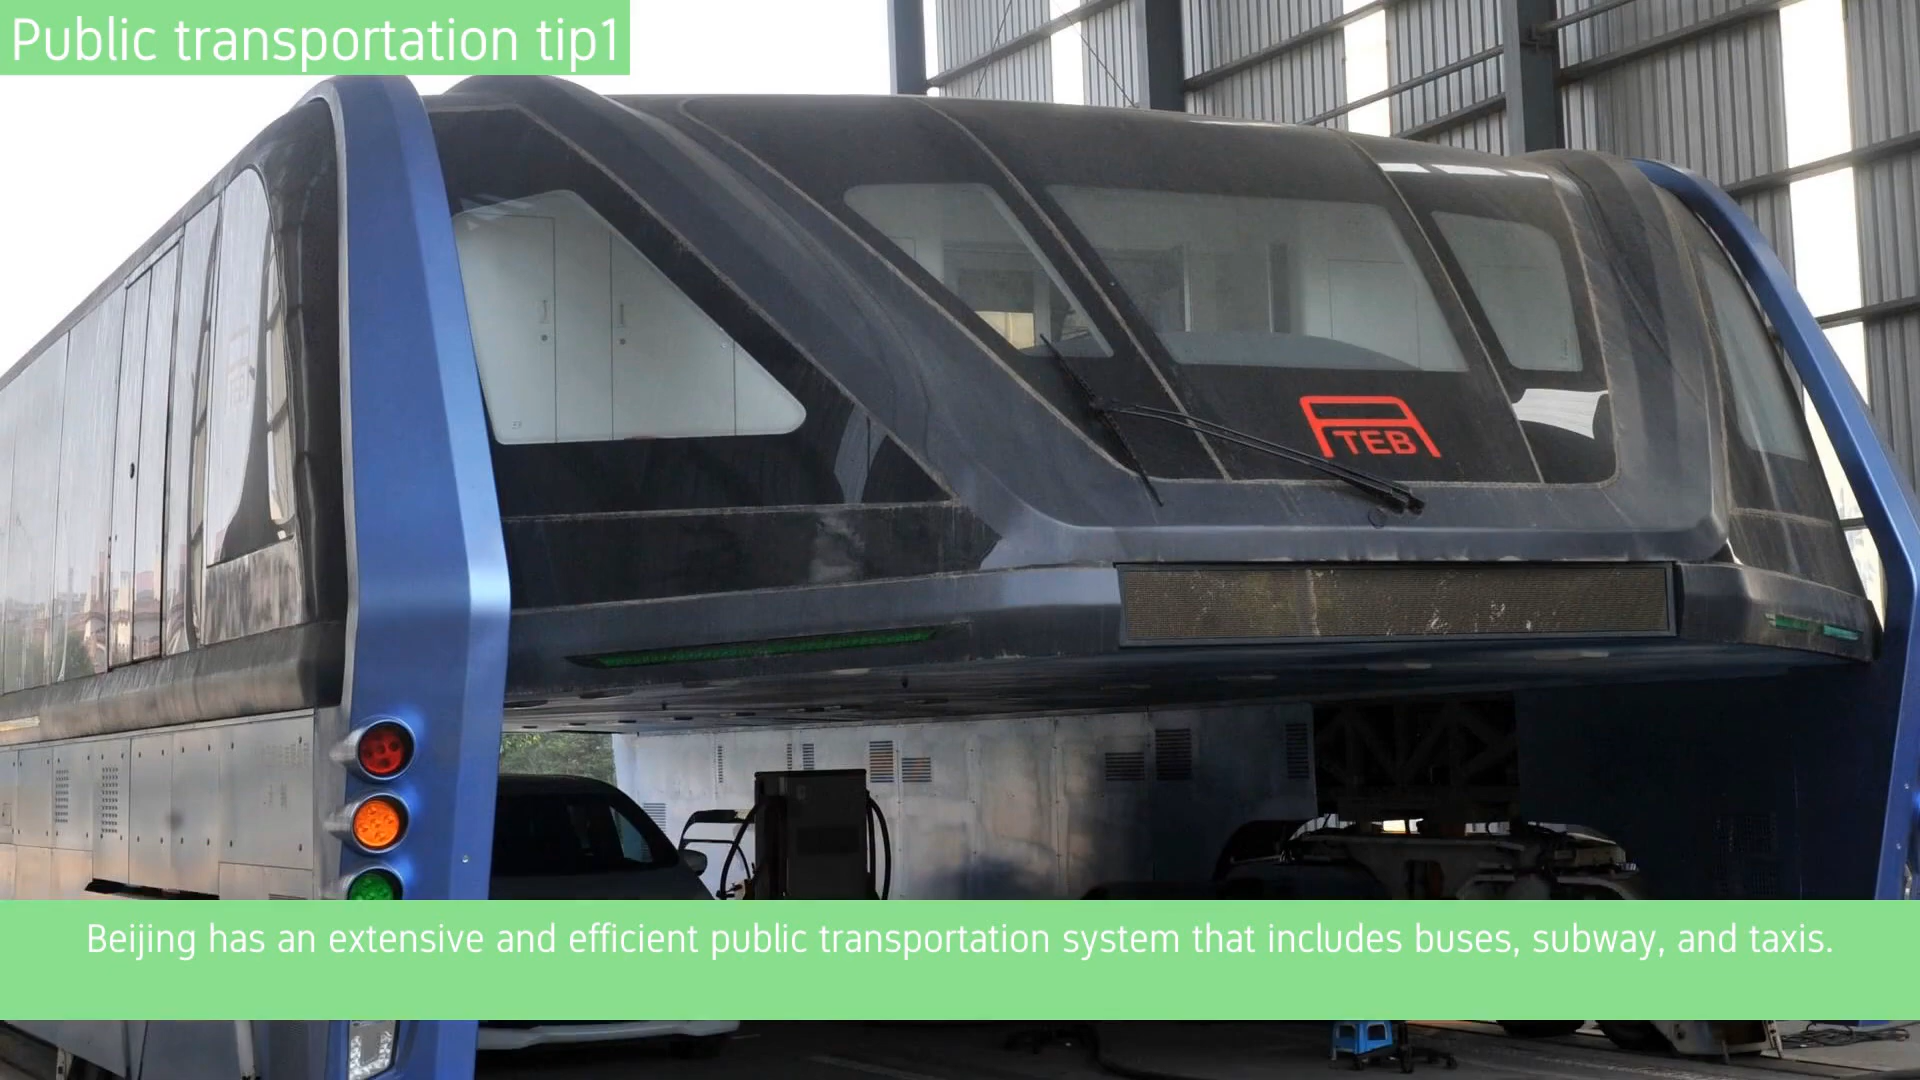 Public transportation tip1
TEB
Beijing has an extensive and efficient public transportation system that includes buses, subway, and taxis.